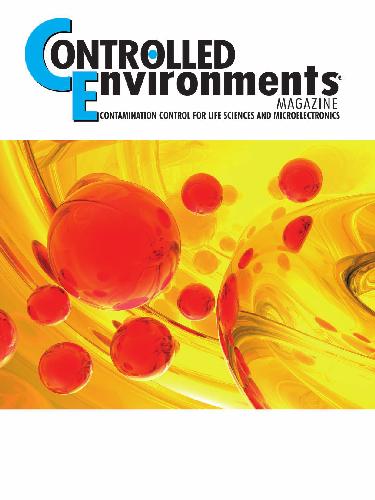 CONTROLLED
Environments®
MAGAZINE
CONTAMINATION CONTROL FOR LIFE SCIENCES AND MICROELECTRONICS